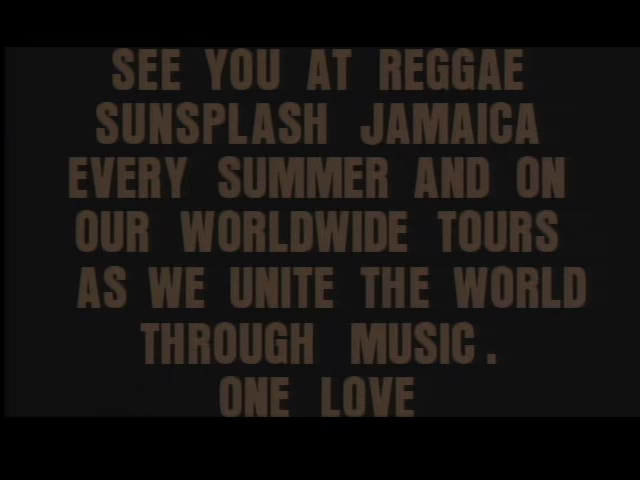 SEE YOU AT REGGAE
SUNSPLASH JAMAICA
EVERY SUMMER AND ON
OUR WORLDWIDE TOURS
AS WE UNITE THE WORLD
THROUGH MUSIC.
ONE LOVE